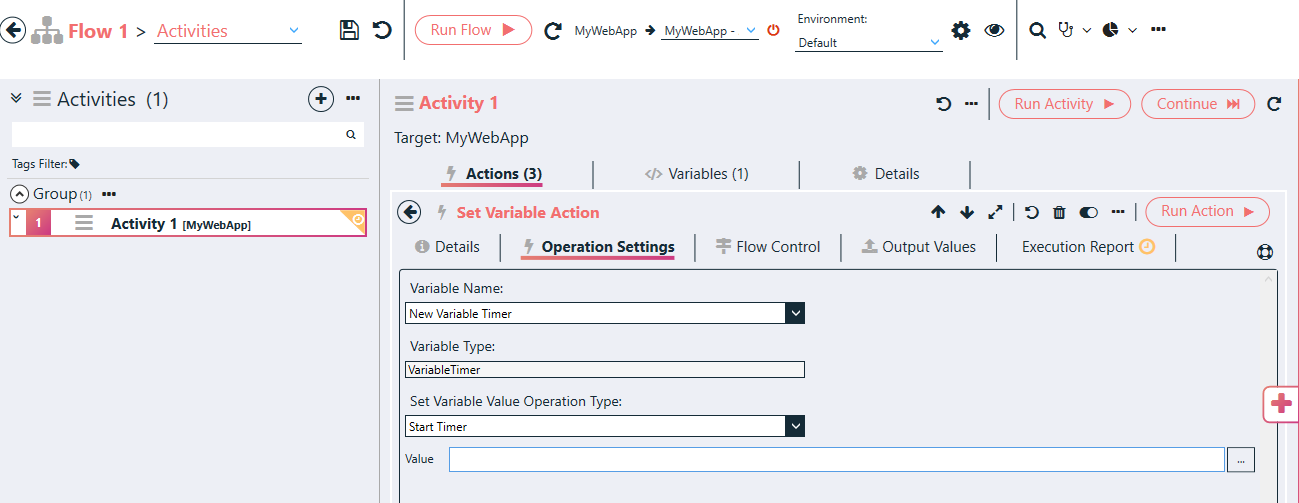 Flow 1 > Activities
Run Flow
MyWebApp
MyWebApp -
Environment:
Default
Activities (1)
Tags Filter:
Group (1)
1
Activity 1 [MyWebApp]
Activity 1
Run Activity
Continue
Target: MyWebApp
Actions (3)
Variables (1)
Details
Set Variable Action
Run Action
Details
Operation Settings
Flow Control
Output Values
Execution Report
Variable Name:
New Variable Timer
Variable Type:
VariableTimer
Set Variable Value Operation Type:
Start Timer
Value
...